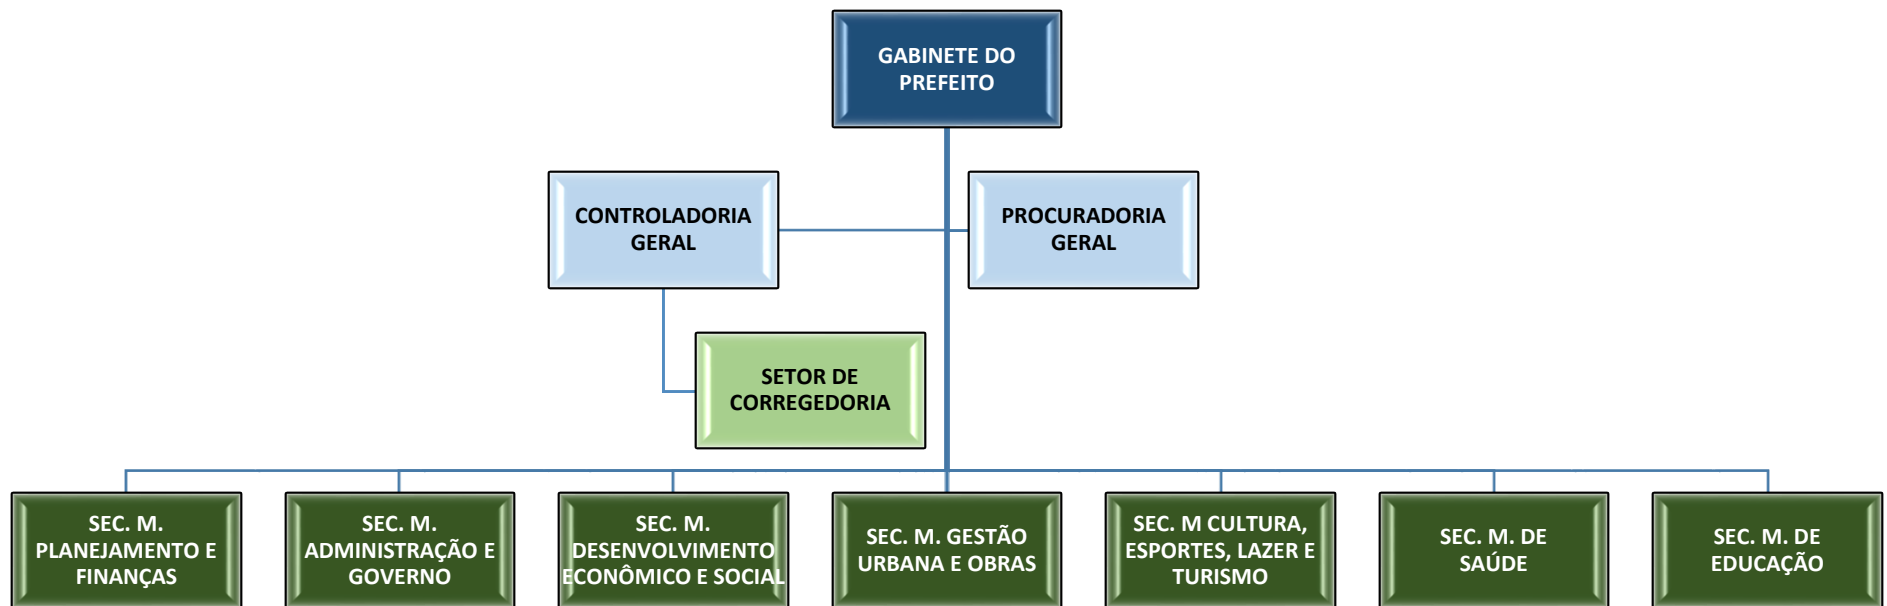 GABINETE DO
PREFEITO
CONTROLADORIA
GERAL
PROCURADORIA
GERAL
SETOR DE
CORREGEDORIA
SEC. M.
PLANEJAMENTO E
FINANÇAS
SEC. M.
ADMINISTRAÇÃO E
GOVERNO
SEC. M.
DESENVOLVIMENTO
ECONÔMICO E SOCIAL
SEC. M. GESTÃO
URBANA E OBRAS
SEC. M CULTURA,
ESPORTES, LAZER E
TURISMO
SEC. M. DE
SAÚDE
SEC. M. DE
EDUCAÇÃO